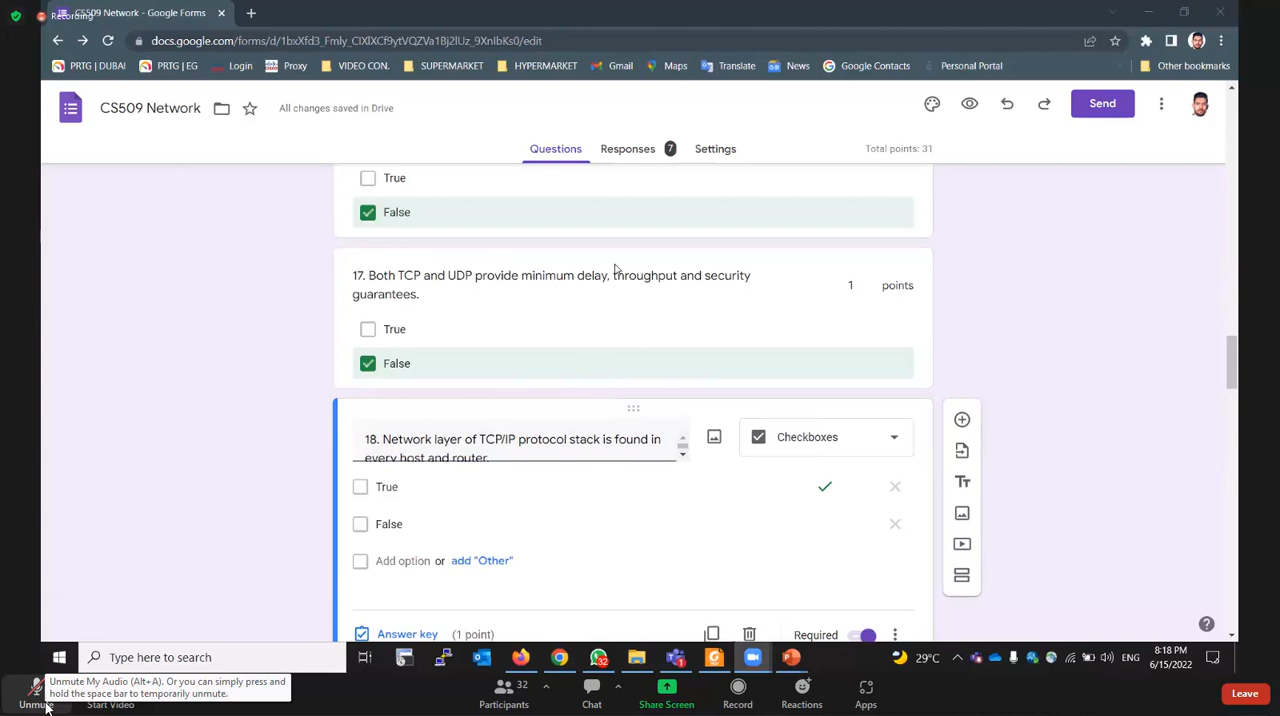 Recording
CS509 Network - Google Forms
docs.google.com/forms/d/1bxXfd3_Fmly_ClXlXCf9ytVQZVa1Bj2lUz_9XnIbKs0/edit
PRTG | DUBAI
PRTG | EG
Login
Proxy
VIDEO CON.
SUPERMARKET
HYPERMARKET
Gmail
Maps
Translate
News
Google Contacts
Personal Portal
Other bookmarks
CS509 Network
All changes saved in Drive
Send
Questions
Responses 7
Settings
Total points: 31
True
False
17. Both TCP and UDP provide minimum delay, throughput and security
guarantees.
1 points
True
False
18. Network layer of TCP/IP protocol stack is found in
every host and router.
Checkboxes
True
False
Add option or add "Other"
Answer key (1 point)
Required
Type here to search
32
1
29°C
ENG
8:18 PM
6/15/2022
Unmute My Audio (Alt+A). Or you can simply press and
hold the space bar to temporarily unmute.
Unmute
Start Video
32
Participants
Chat
Share Screen
Record
Reactions
Apps
Leave